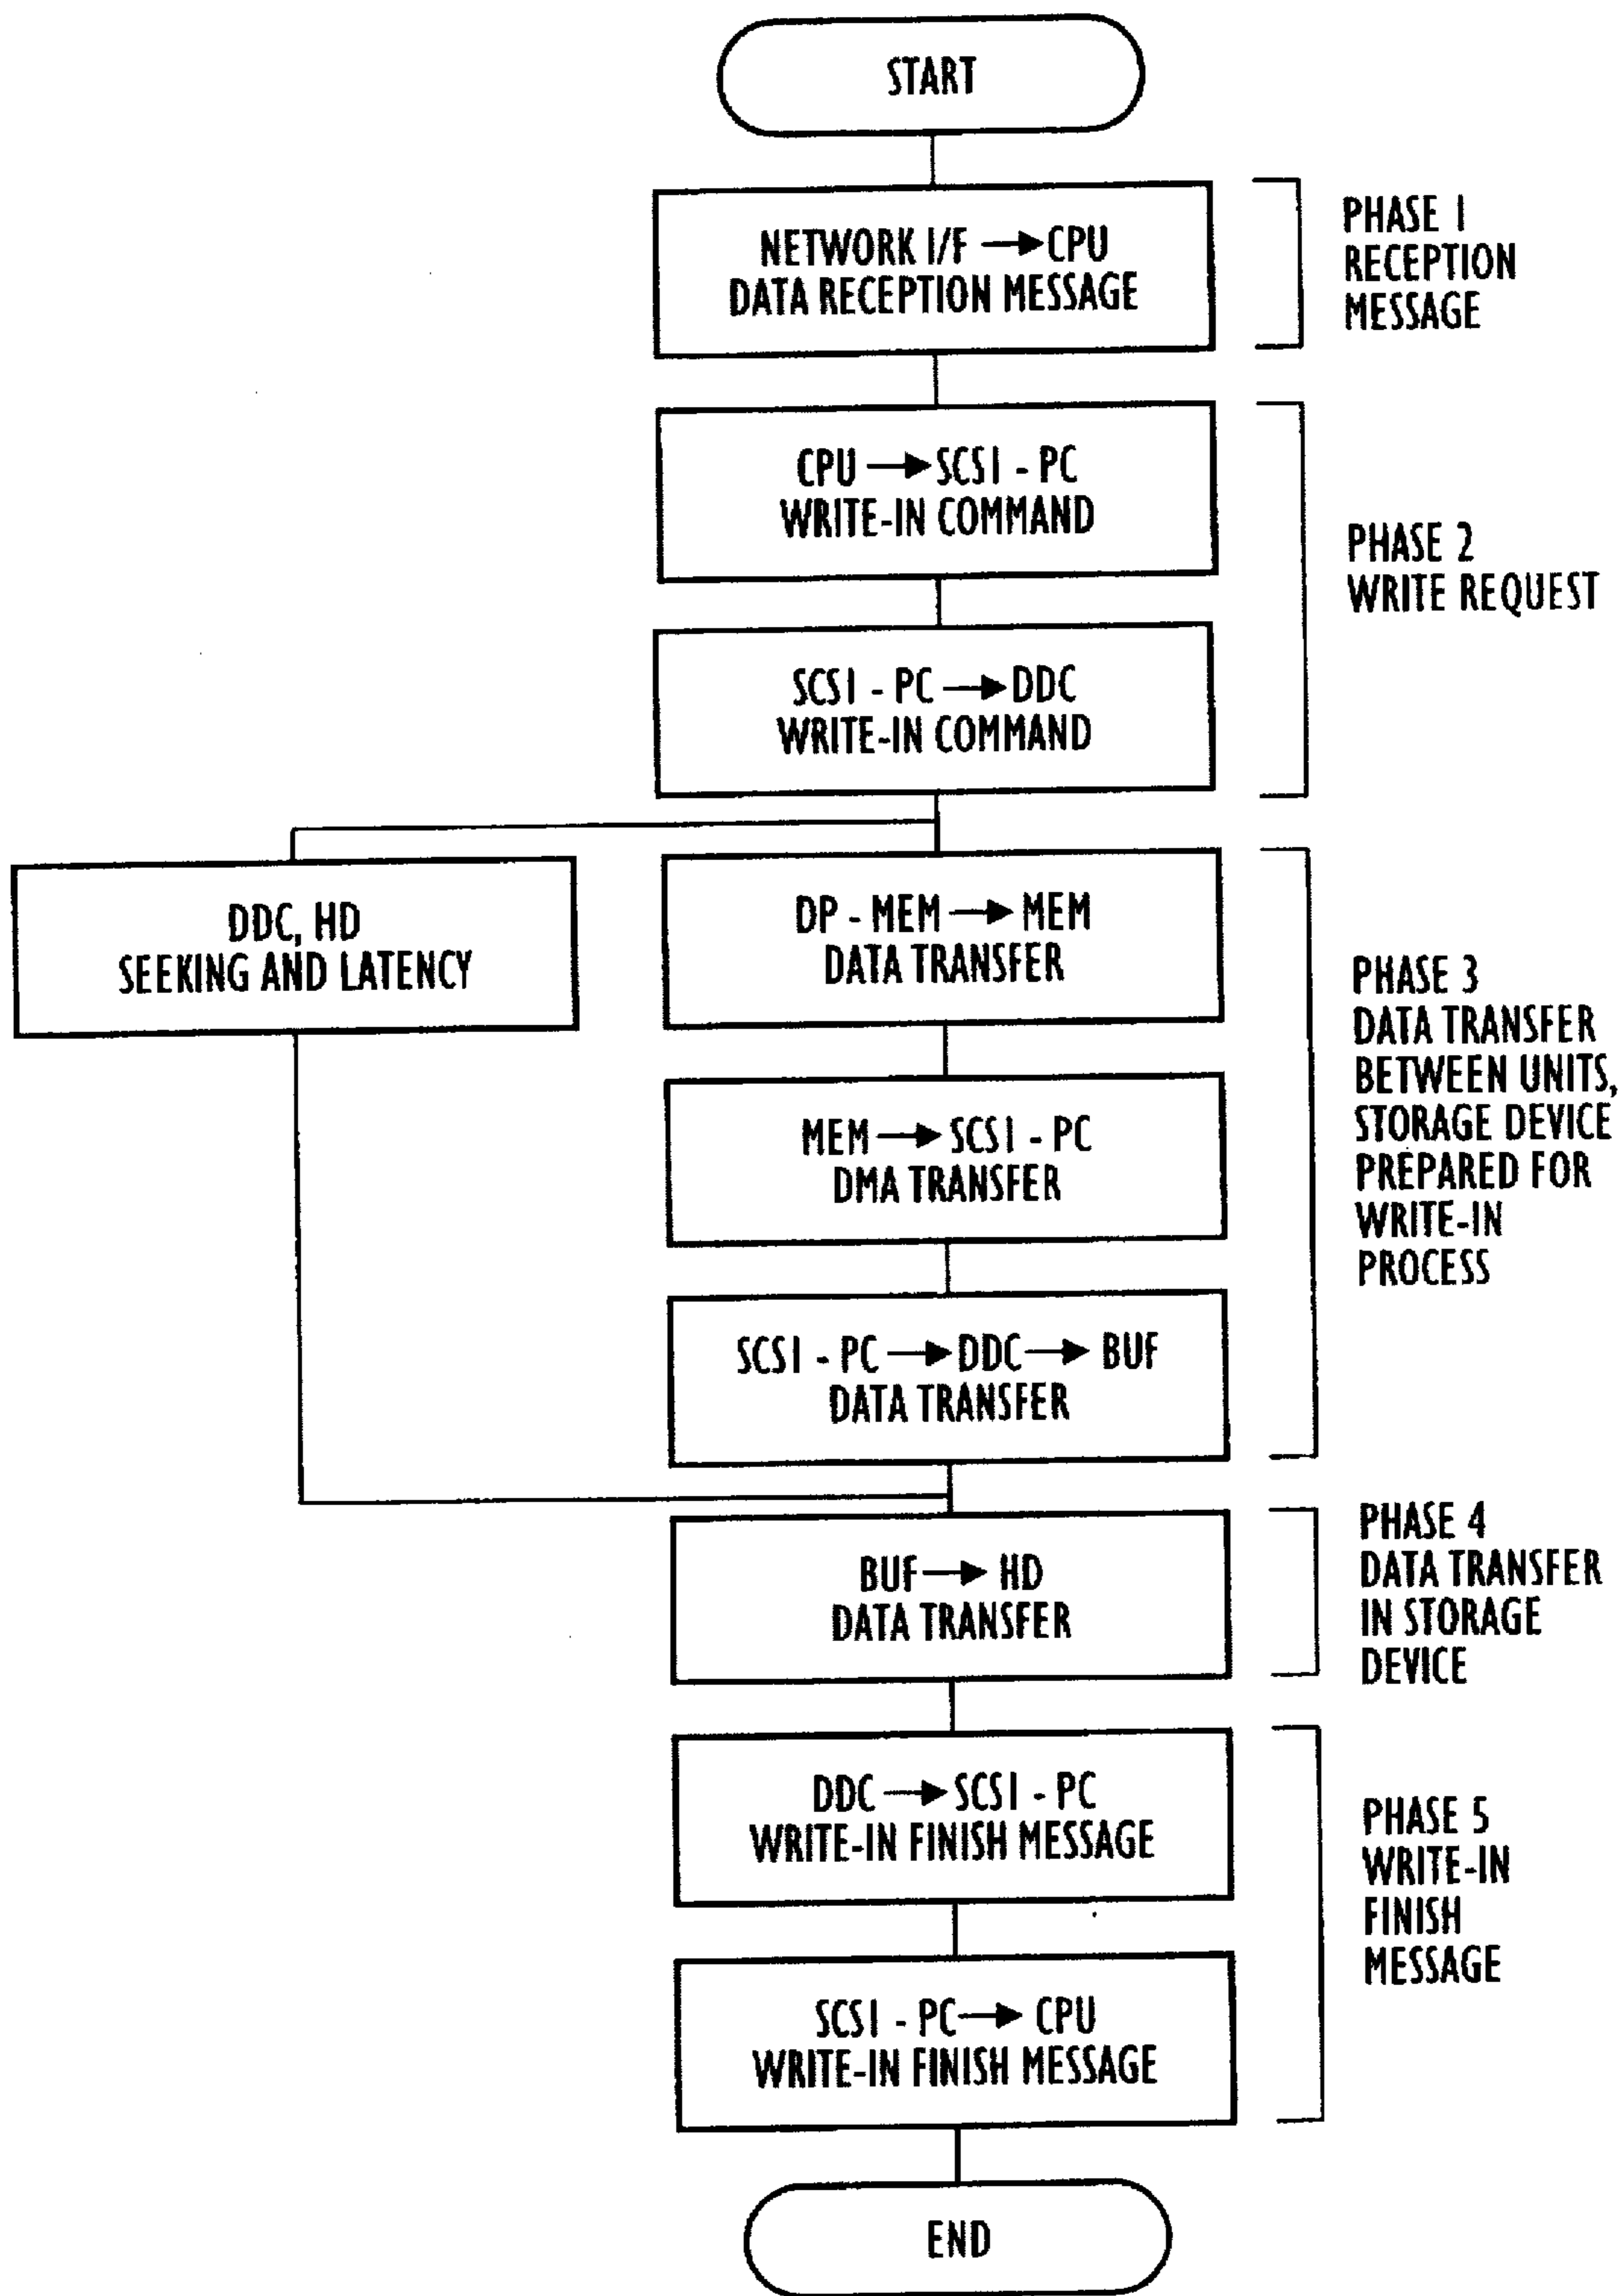 START
NETWORK I/F → CPU
DATA RECEPTION MESSAGE
PHASE 1
RECEPTION
MESSAGE
CPU → SCSI - PC
WRITE-IN COMMAND
SCSI - PC → DDC
WRITE-IN COMMAND
PHASE 2
WRITE REQUEST
DDC, HD
SEEKING AND LATENCY
DP - MEM → MEM
DATA TRANSFER
MEM → SCSI - PC
DMA TRANSFER
SCSI - PC → DDC → BUF
DATA TRANSFER
PHASE 3
DATA TRANSFER
BETWEEN UNITS,
STORAGE DEVICE
PREPARED FOR
WRITE-IN
PROCESS
BUF → HD
DATA TRANSFER
PHASE 4
DATA TRANSFER
IN STORAGE
DEVICE
DDC → SCSI - PC
WRITE-IN FINISH MESSAGE
SCSI - PC → CPU
WRITE-IN FINISH MESSAGE
PHASE 5
WRITE-IN
FINISH
MESSAGE
END